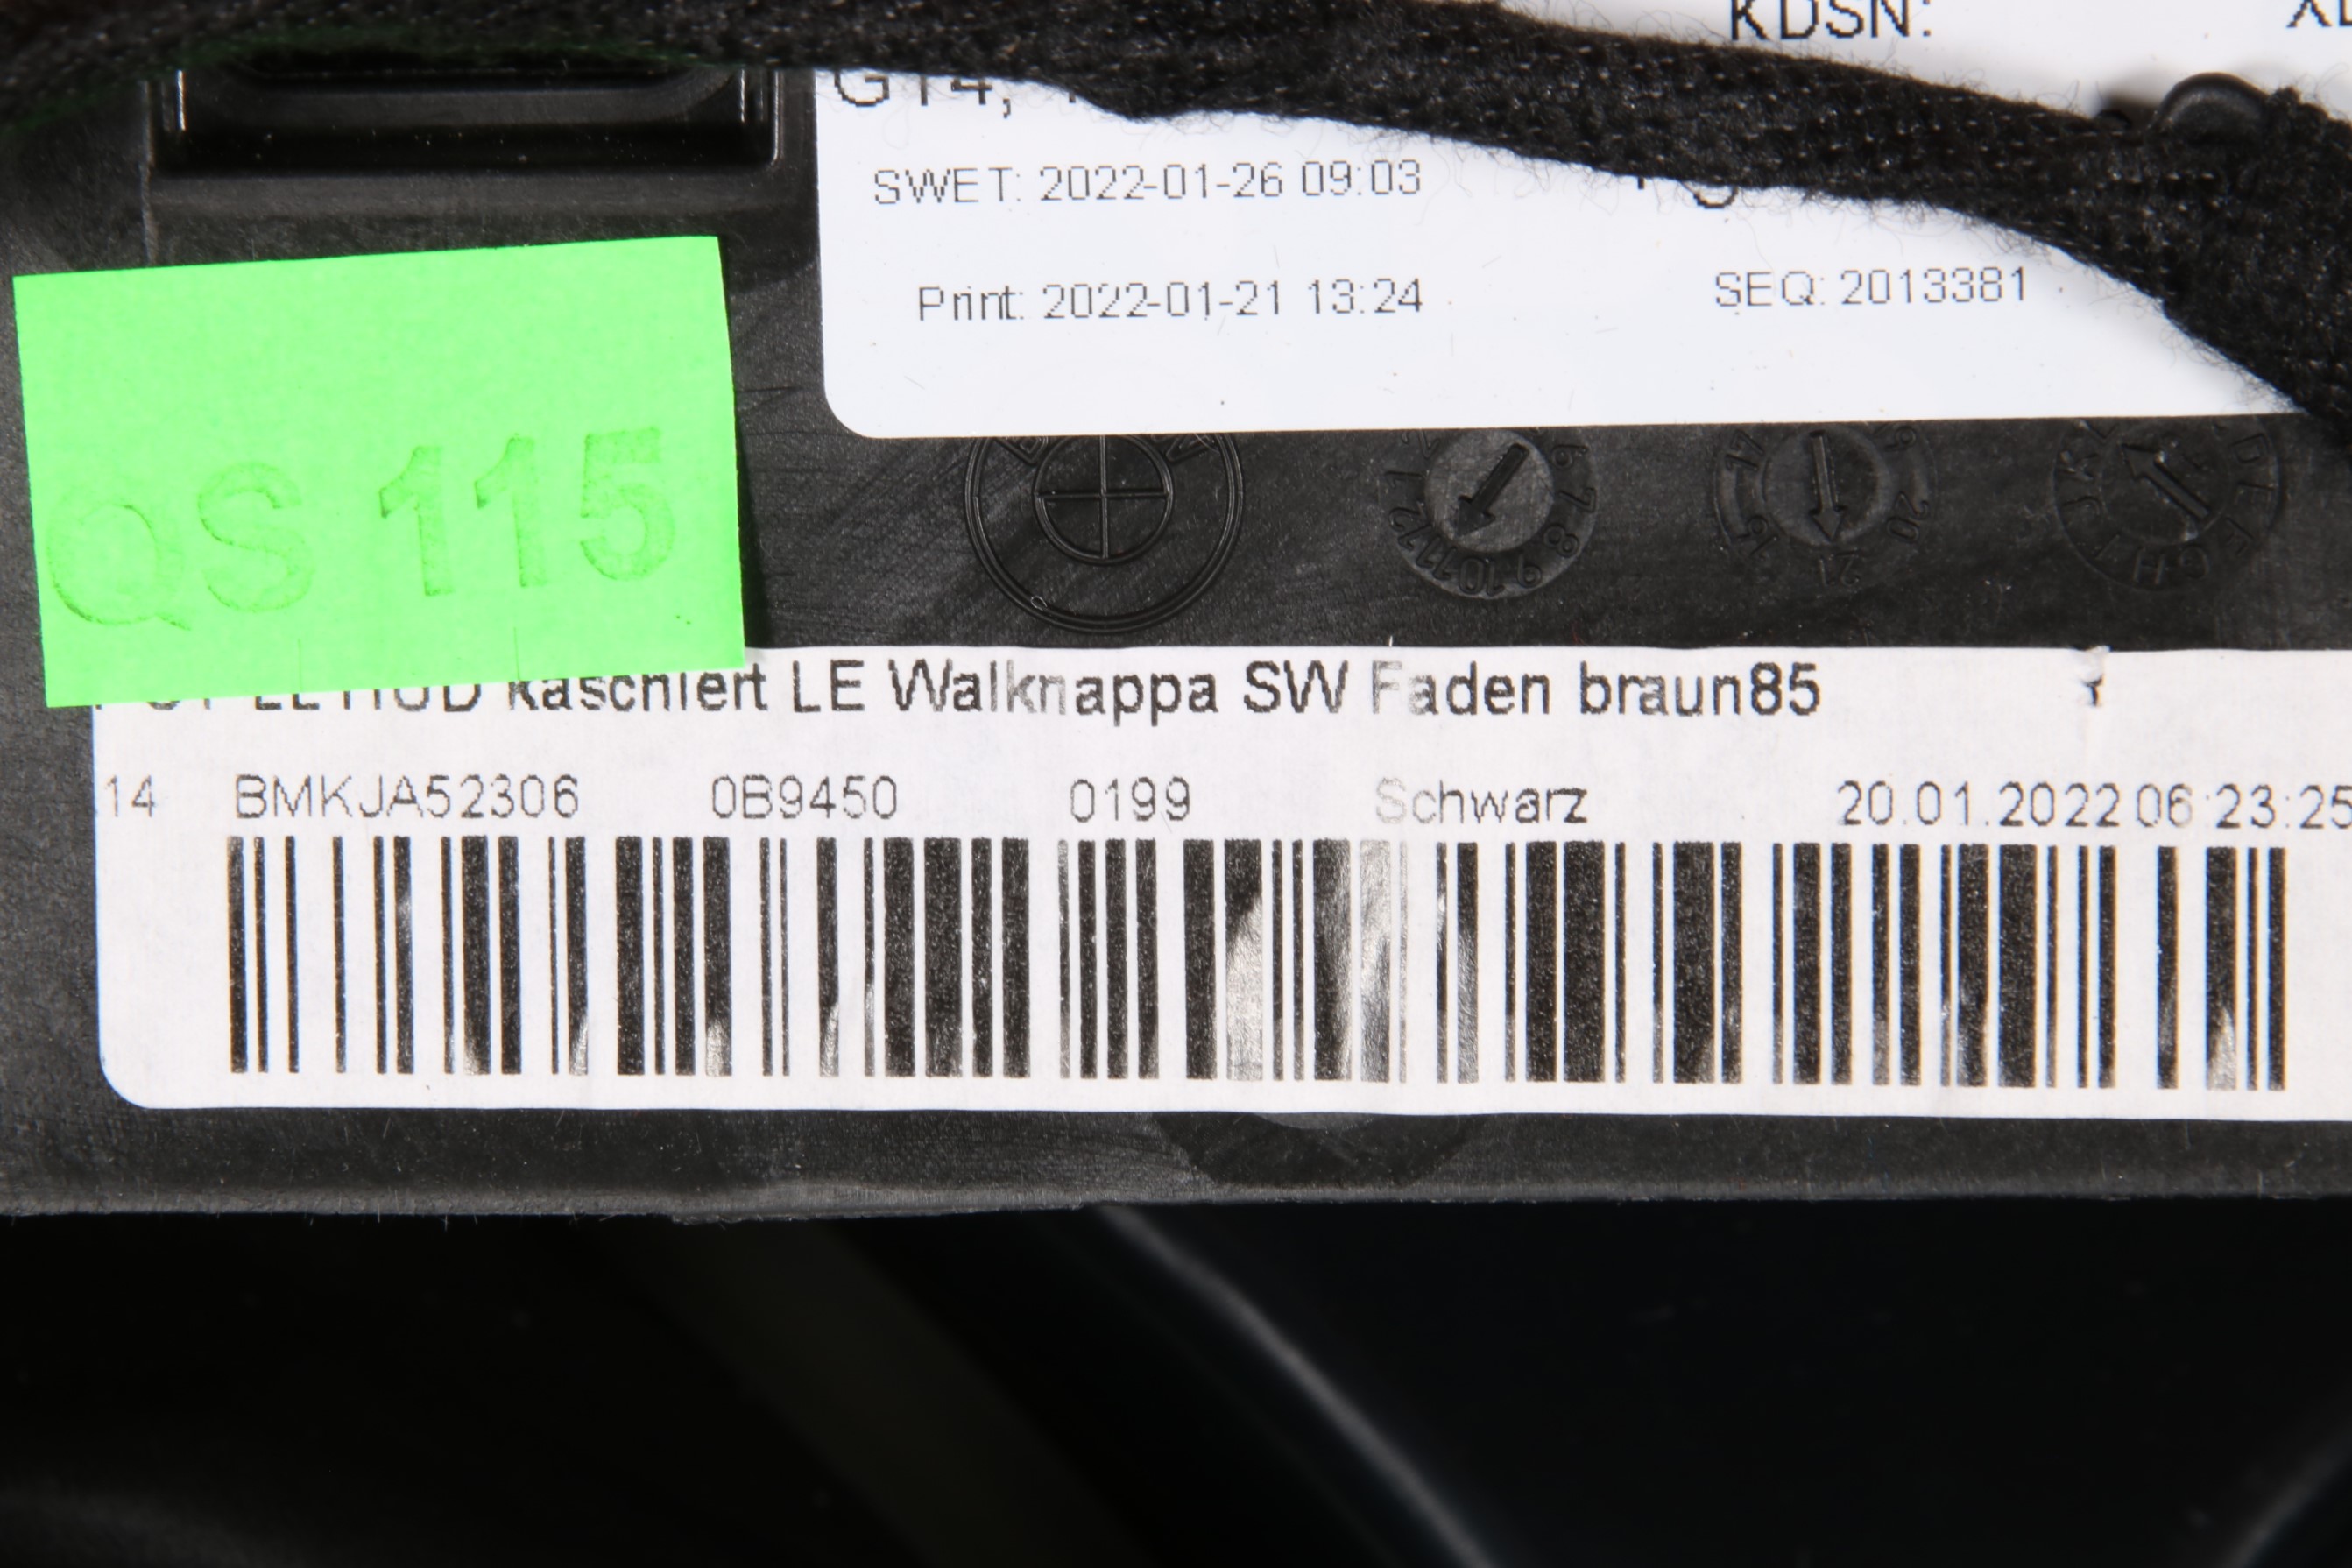 KDSN:
G14,
SWET: 2022-01-26 09:03
Print: 2022-01-21 13:24 SEQ: 2013381
QS 115
HUD kaschiert LE Walknappa SW Faden braun85
14 BMKJA52306 0B9450 0199 Schwarz 20.01.2022 06:23:25